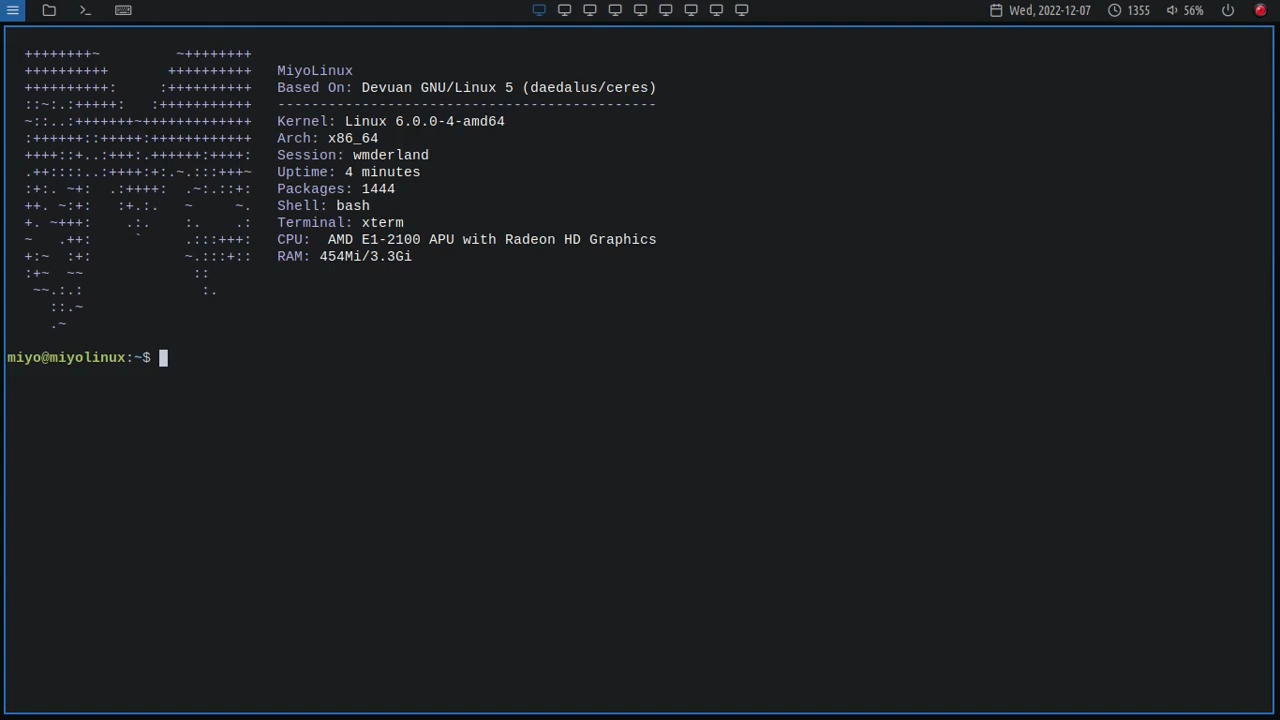 Wed, 2022-12-07 1355 56%
++++++++~         ~++++++++
++++++++++       ++++++++++   MiyoLinux
++++++++++:     :++++++++++   Based On: Devuan GNU/Linux 5 (daedalus/ceres)
::~:.:+++++:   :+++++++++++   ---------------------------------------------
~::..:+++++++~+++++++++++++   Kernel: Linux 6.0.0-4-amd64
:++++++::+++++:++++++++++++   Arch: x86_64
++++::+..:+++:.++++++:++++:   Session: wmderland
.++::::..:++++:+:.~.:::+++~   Uptime: 4 minutes
:+:. ~+:  .:++++:  .~:.::+:   Packages: 1444
++. ~:+:   :+.:.   ~     ~.   Shell: bash
+. ~+++:    .:.    :.    .:   Terminal: xterm
~   .++:     `     .:::+++:   CPU:  AMD E1-2100 APU with Radeon HD Graphics
+:~  :+:           ~.:::+::   RAM: 454Mi/3.3Gi
:+~  ~~             ::
 ~~.:.:              :.
   ::.~
   .~
miyo@miyolinux:~$